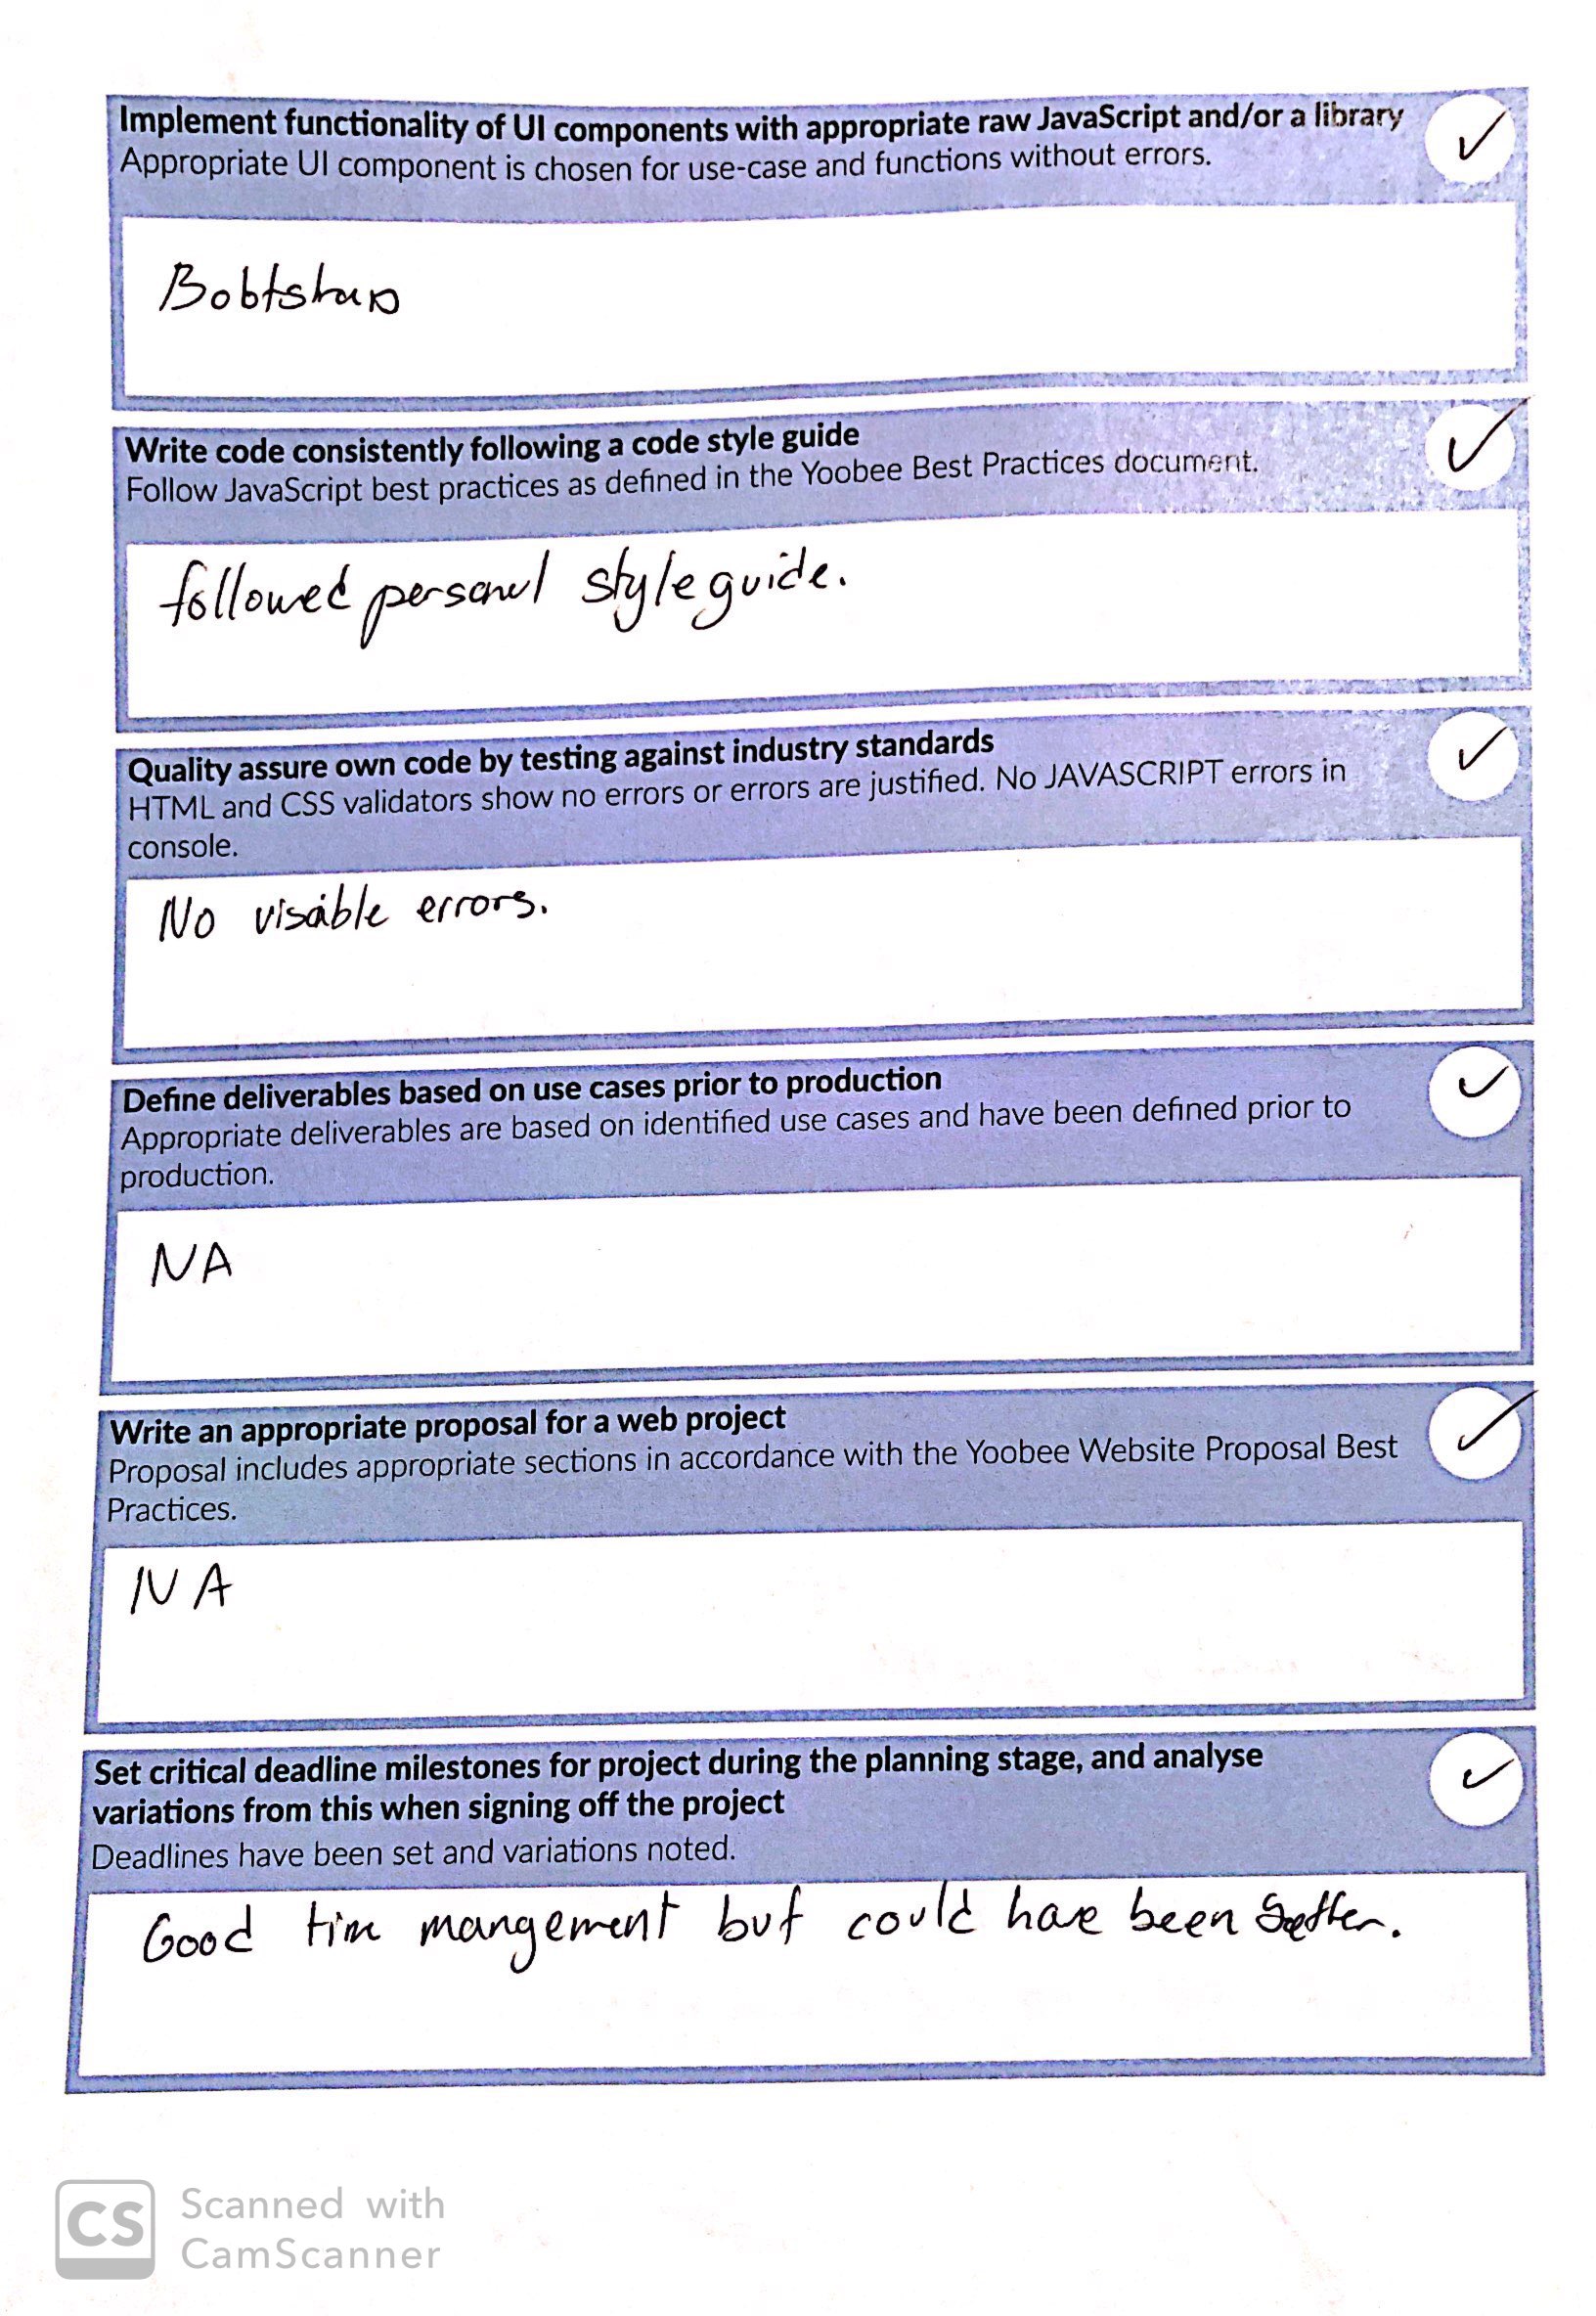 Implement functionality of UI components with appropriate raw JavaScript and/or a library
Appropriate UI component is chosen for use-case and functions without errors.
Bobtstrap
Write code consistently following a code style guide
Follow JavaScript best practices as defined in the Yoobee Best Practices document.
followed personal styleguide.
Quality assure own code by testing against industry standards
HTML and CSS validators show no errors or errors are justified. No JAVASCRIPT errors in
console.
No visable errors.
Define deliverables based on use cases prior to production
Appropriate deliverables are based on identified use cases and have been defined prior to
production.
NA
Write an appropriate proposal for a web project
Proposal includes appropriate sections in accordance with the Yoobee Website Proposal Best
Practices.
NA
Set critical deadline milestones for project during the planning stage, and analyse
variations from this when signing off the project
Deadlines have been set and variations noted.
Good time mangement but could have been better.
CS Scanned with
CamScanner